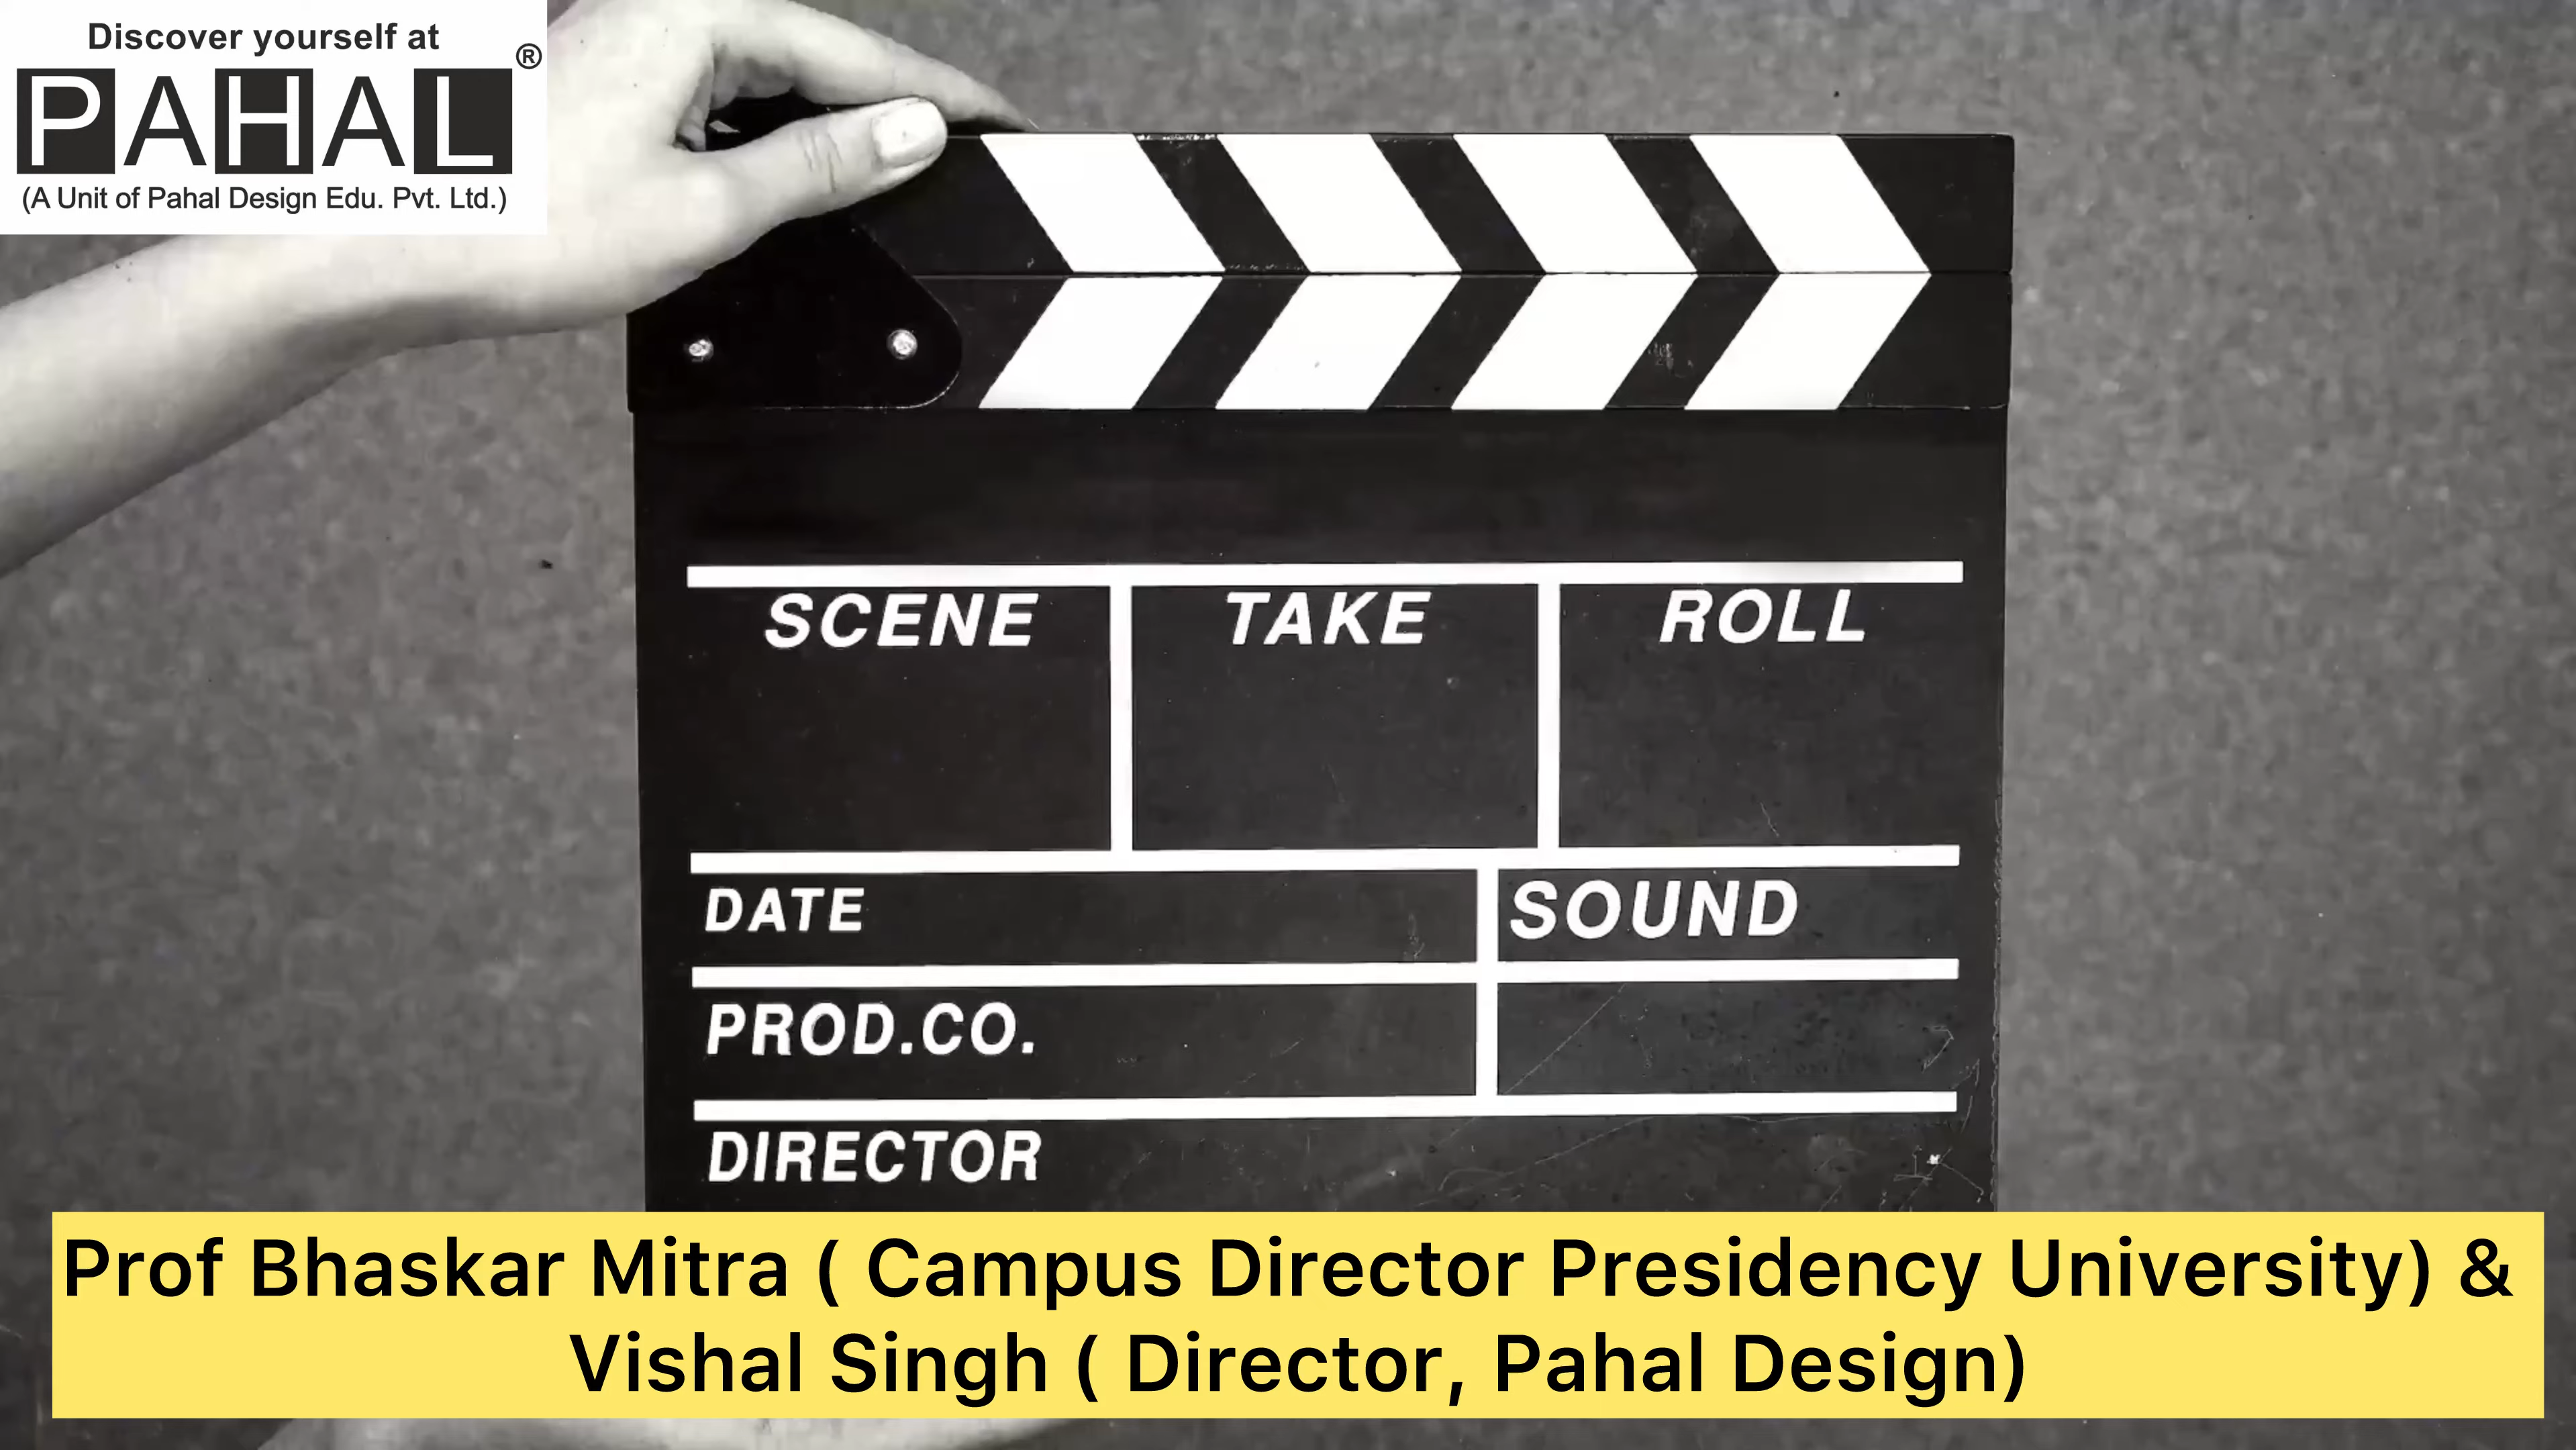 Discover yourself at
PAHAL®
(A Unit of Pahal Design Edu. Pvt. Ltd.)
SCENE TAKE ROLL
DATE SOUND
PROD.CO.
DIRECTOR
Prof Bhaskar Mitra ( Campus Director Presidency University) &
Vishal Singh ( Director, Pahal Design)